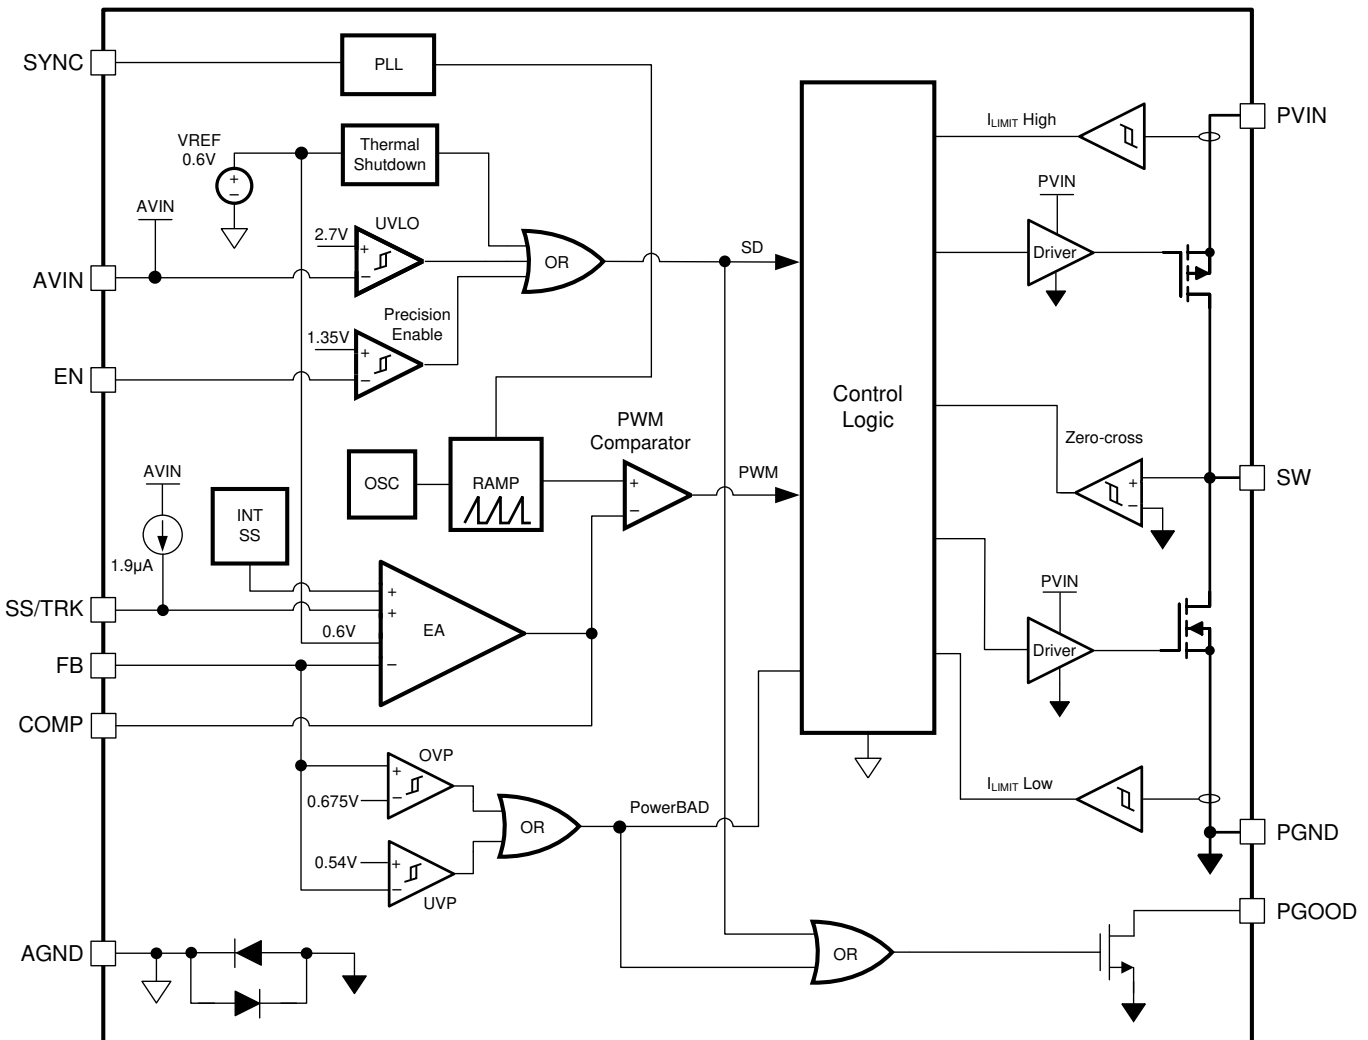 SYNC
PLL
VREF
0.6V
Thermal
Shutdown
ILIMIT High
PVIN
PVIN
Driver
AVIN
UVLO
2.7V
+
−
OR
SD
AVIN
Precision
Enable
1.35V
+
−
EN
Control
Logic
PWM
Comparator
Zero-cross
AVIN
OSC
RAMP
+
−
PWM
+
−
SW
INT
SS
1.9µA
SS/TRK
+
+
0.6V
EA
−
PVIN
Driver
FB
COMP
OVP
+
0.675V
−
OR
PowerBAD
ILIMIT Low
0.54V
+
−
UVP
PGND
PGOOD
AGND
OR
+
−